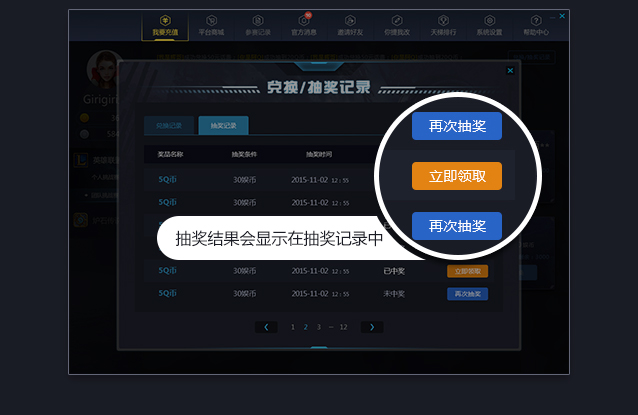 我要充值 平台商城 参赛记录 官方消息 邀请好友 你提我改 天梯排行 系统设置 帮助中心
Girigiri
兑换/抽奖记录
兑换记录 抽奖记录
奖品名称 抽奖条件 抽奖时间
5Q币 30娱币 2015-11-02 12:55
5Q币 30娱币 2015-11-02 12:55
再次抽奖
立即领取
再次抽奖
抽奖结果会显示在抽奖记录中
5Q币 30娱币 2015-11-02 12:55 已中奖 立即领取
5Q币 30娱币 2015-11-02 12:55 未中奖 再次抽奖
1 2 3 — 12